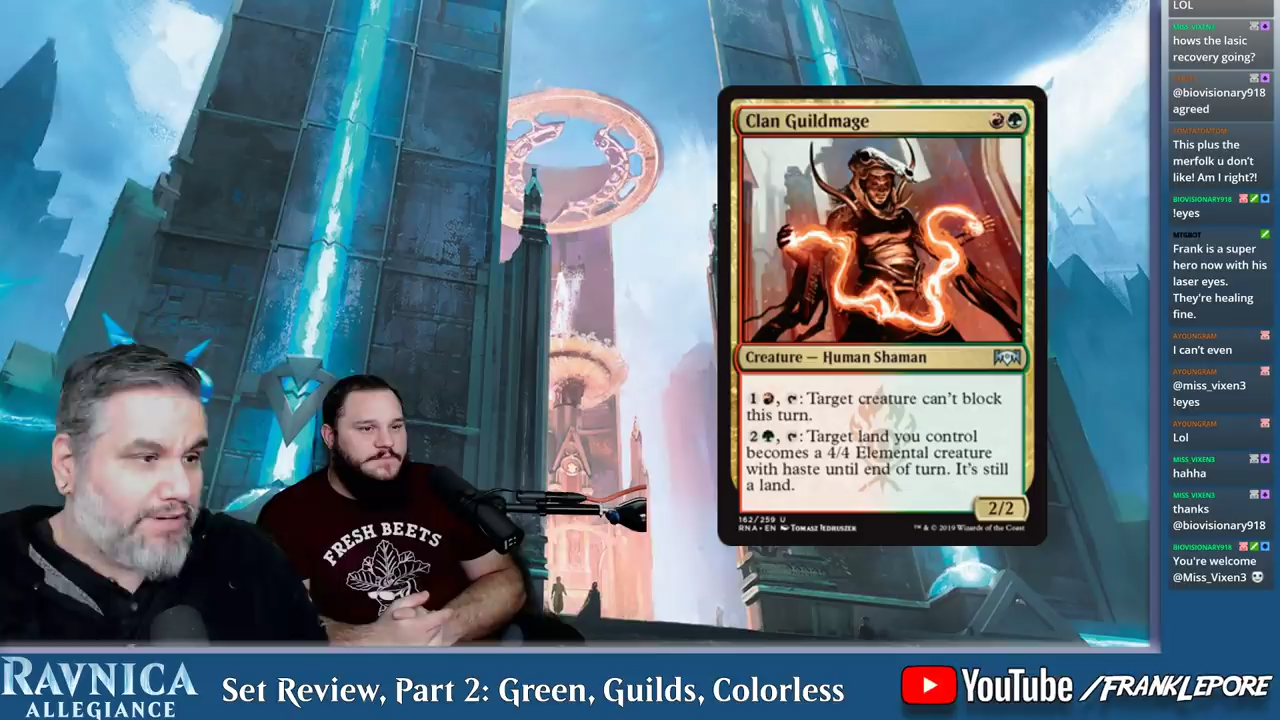 Clan Guildmage
Creature — Human Shaman
1 , : Target creature can't block
this turn.
2 , : Target land you control
becomes a 4/4 Elemental creature
with haste until end of turn. It's still
a land.
2/2
162/259 U
RNA • EN Tomasz Jedruszek
™ & © 2019 Wizards of the Coast
FRESH BEETS
LOL
MISS_VIXEN3
hows the lasic
recovery going?
@biovisionary918
agreed
TOMTATOMTOM
This plus the
merfolk u don't
like! Am I right?!
BIOVISIONARY918
!eyes
MTGBOT
Frank is a super
hero now with his
laser eyes.
They're healing
fine.
AYOUNGRAM
I can't even
AYOUNGRAM
@miss_vixen3
!eyes
AYOUNGRAM
Lol
MISS_VIXEN3
hahha
MISS_VIXEN3
thanks
@biovisionary918
BIOVISIONARY918
You're welcome
@Miss_Vixen3
RAVNICA
ALLEGIANCE
Set Review, Part 2: Green, Guilds, Colorless
YouTube /FRANKLEPORE